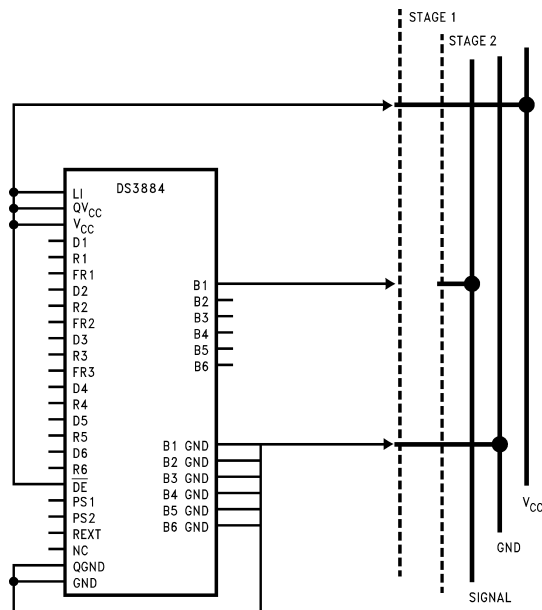 STAGE 1
STAGE 2
DS3884
LI
QVCC
VCC
D1
R1
FR1
D2
R2
FR2
D3
R3
FR3
D4
R4
D5
R5
D6
R6
DE
PS1
PS2
REXT
NC
QGND
GND
B1
B2
B3
B4
B5
B6
B1 GND
B2 GND
B3 GND
B4 GND
B5 GND
B6 GND
VCC
GND
SIGNAL